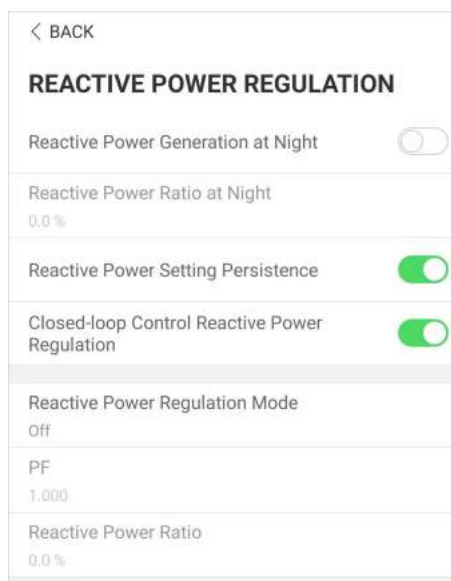 < BACK
REACTIVE POWER REGULATION
Reactive Power Generation at Night
Reactive Power Ratio at Night
0.0 %
Reactive Power Setting Persistence
Closed-loop Control Reactive Power
Regulation
Reactive Power Regulation Mode
Off
PF
1.000
Reactive Power Ratio
0.0 %